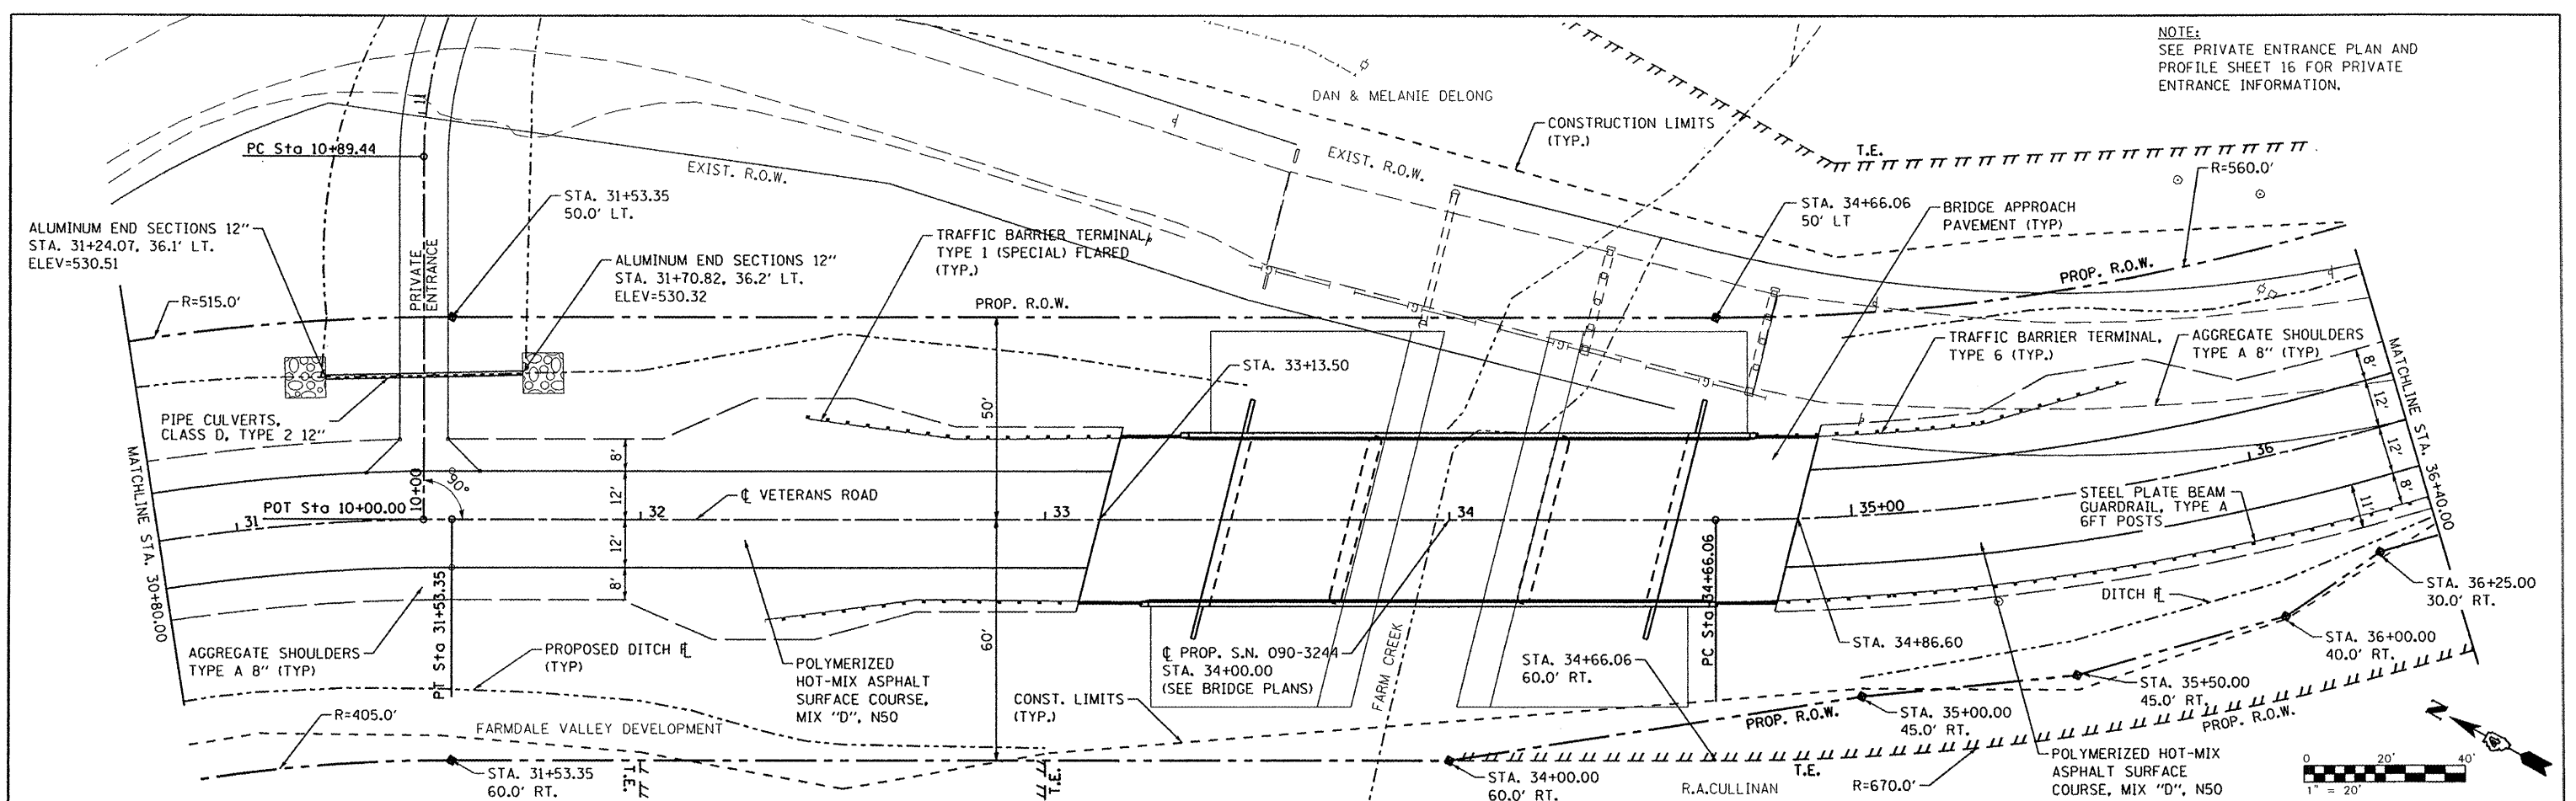 NOTE:
SEE PRIVATE ENTRANCE PLAN AND
PROFILE SHEET 16 FOR PRIVATE
ENTRANCE INFORMATION.
DAN & MELANIE DELONG
CONSTRUCTION LIMITS
(TYP.)
11
PC Sta 10+89.44
EXIST. R.O.W.
EXIST. R.O.W.
T.E.
R=560.0'
STA. 31+53.35
50.0' LT.
STA. 34+66.06
50' LT
BRIDGE APPROACH
PAVEMENT (TYP)
ALUMINUM END SECTIONS 12"
STA. 31+24.07, 36.1' LT.
ELEV=530.51
PRIVATE
ENTRANCE
TRAFFIC BARRIER TERMINAL,
TYPE 1 (SPECIAL) FLARED
(TYP.)
ALUMINUM END SECTIONS 12"
STA. 31+70.82, 36.2' LT.
ELEV=530.32
R=515.0'
PROP. R.O.W.
PROP. R.O.W.
TRAFFIC BARRIER TERMINAL,
TYPE 6 (TYP.)
AGGREGATE SHOULDERS
TYPE A 8" (TYP)
STA. 33+13.50
50'
PIPE CULVERTS,
CLASS D, TYPE 2 12"
MATCHLINE STA. 30+80.00
MATCHLINE STA. 36+40.00
8'
12'
12'
8'
8'
12'
12'
8'
11'
10+00
90°
POT Sta 10+00.00
31
32
℄ VETERANS ROAD
33
34
35+00
36
STEEL PLATE BEAM
GUARDRAIL, TYPE A
6FT POSTS
PT Sta 31+53.35
PC Sta 34+66.06
60'
AGGREGATE SHOULDERS
TYPE A 8" (TYP)
PROPOSED DITCH ℄
(TYP)
POLYMERIZED
HOT-MIX ASPHALT
SURFACE COURSE,
MIX "D", N50
℄ PROP. S.N. 090-3244
STA. 34+00.00
(SEE BRIDGE PLANS)
FARM CREEK
STA. 34+66.06
60.0' RT.
STA. 34+86.60
DITCH ℄
STA. 36+25.00
30.0' RT.
STA. 36+00.00
40.0' RT.
STA. 35+50.00
45.0' RT.
STA. 35+00.00
45.0' RT.
CONST. LIMITS
(TYP.)
PROP. R.O.W.
PROP. R.O.W.
R=405.0'
FARMDALE VALLEY DEVELOPMENT
STA. 31+53.35
60.0' RT.
T.E.
T.E.
STA. 34+00.00
60.0' RT.
T.E.
R.A.CULLINAN
R=670.0'
POLYMERIZED HOT-MIX
ASPHALT SURFACE
COURSE, MIX "D", N50
0 20' 40'
1" = 20'